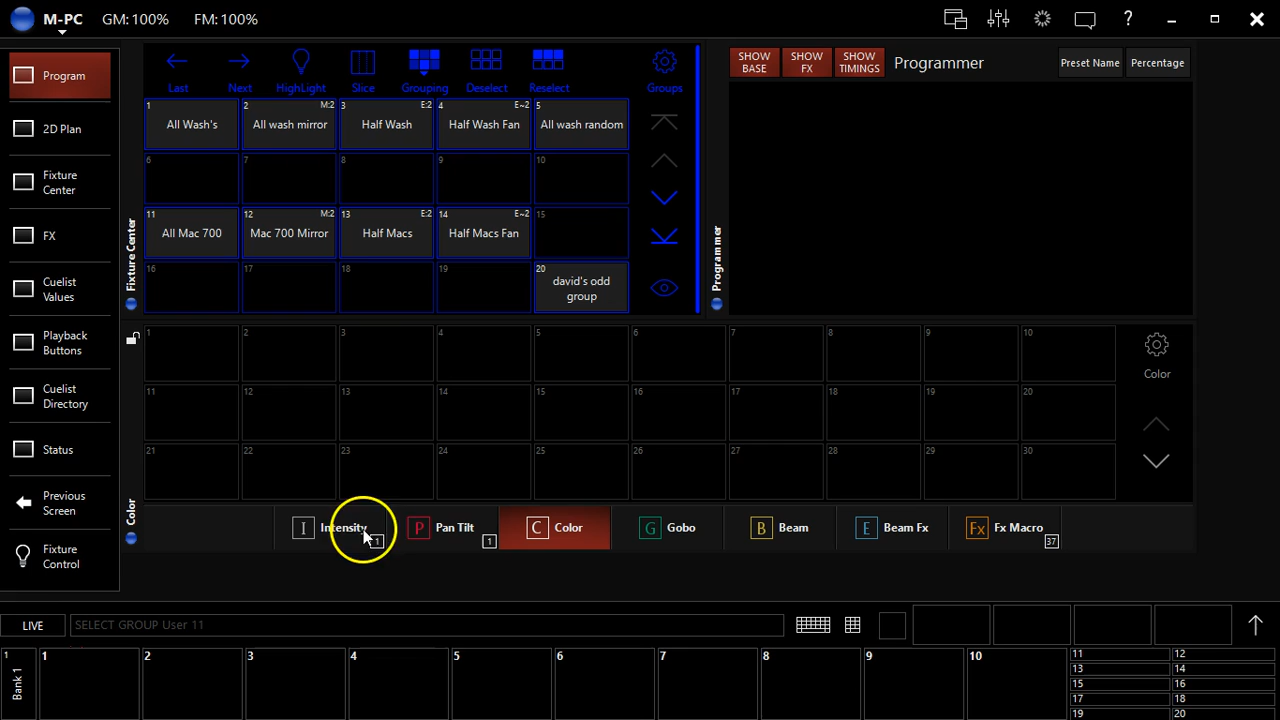 M-PC GM:100% FM:100% ?
Program
2D Plan
Fixture
Center
FX
Cuelist
Values
Playback
Buttons
Cuelist
Directory
Status
Previous
Screen
Fixture
Control
Fixture Center
Last Next HighLight Slice Grouping Deselect Reselect Groups
1 All Wash's
2 M:2 All wash mirror
3 E:2 Half Wash
4 E~2 Half Wash Fan
5 All wash random
6 7 8 9 10
11 All Mac 700
12 M:2 Mac 700 Mirror
13 E:2 Half Macs
14 E~2 Half Macs Fan
15
16 17 18 19
20 david's odd
group
Programmer
SHOW
BASE
SHOW
FX
SHOW
TIMINGS
Programmer
Preset Name Percentage
Color
1 2 3 4 5 6 7 8 9 10
11 12 13 14 15 16 17 18 19 20
21 22 23 24 25 26 27 28 29 30
Color
I Intensity 1
P Pan Tilt 1
C Color
G Gobo
B Beam
E Beam Fx
Fx Fx Macro 37
LIVE SELECT GROUP User 11
1 Bank 1
1 2 3 4 5 6 7 8 9 10
11 12
13 14
15 16
17 18
19 20